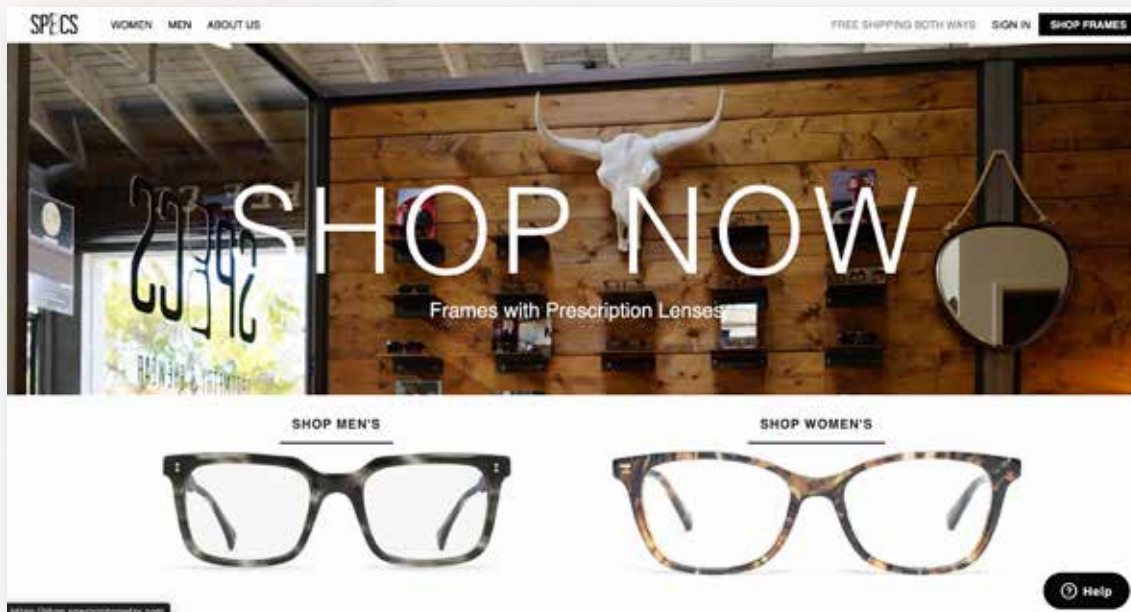 SPECS
WOMEN MEN ABOUT US
FREE SHIPPING BOTH WAYS SIGN IN SHOP FRAMES
SPECS
SHOP NOW
Frames with Prescription Lenses
SHOP MEN'S SHOP WOMEN'S
Help